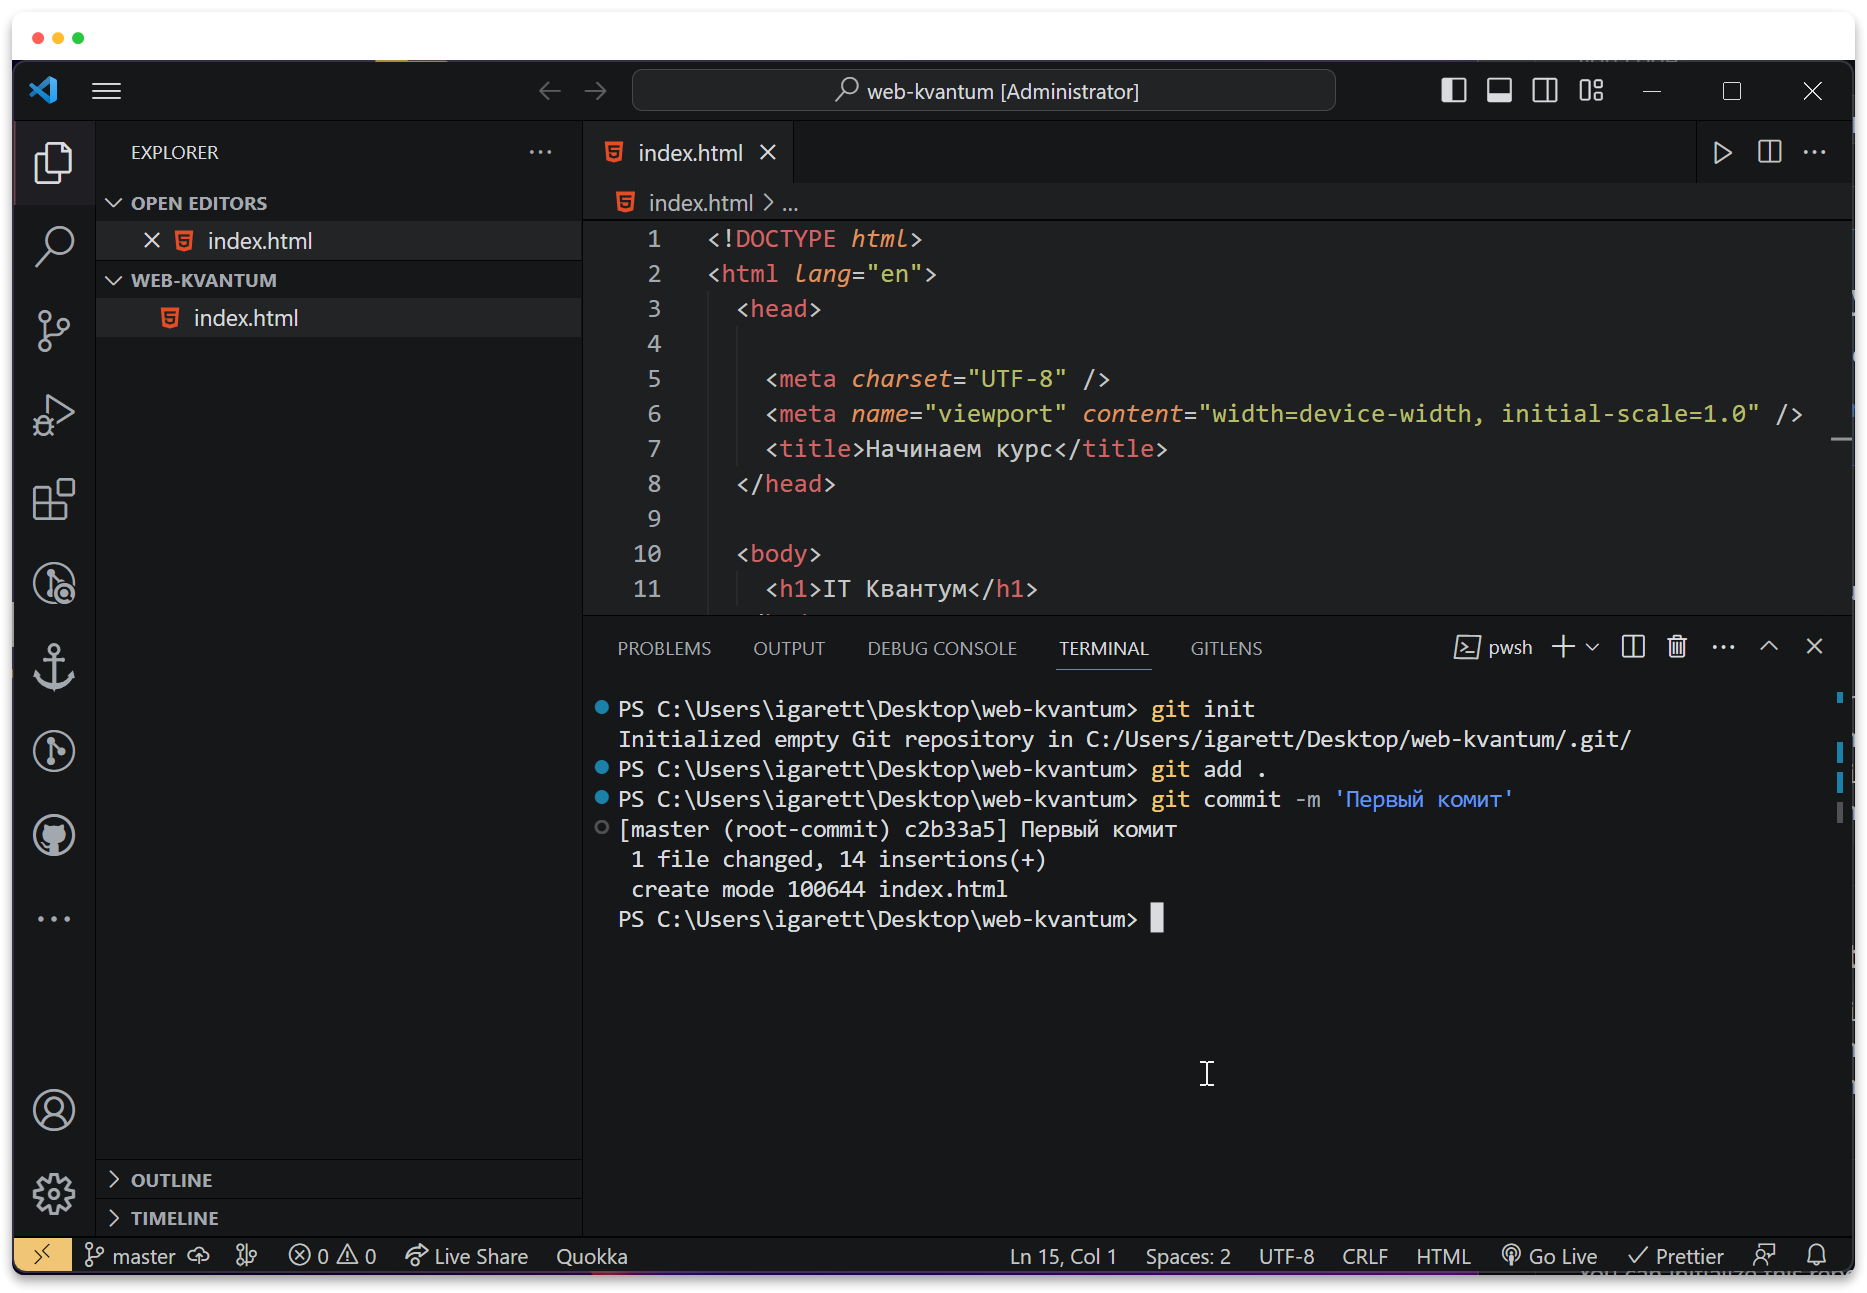 web-kvantum [Administrator]
EXPLORER
OPEN EDITORS
index.html
WEB-KVANTUM
index.html
OUTLINE
TIMELINE
index.html
index.html > ...
1 <!DOCTYPE html>
2 <html lang="en">
3 <head>
4
5 <meta charset="UTF-8" />
6 <meta name="viewport" content="width=device-width, initial-scale=1.0" />
7 <title>Начинаем курс</title>
8 </head>
9
10 <body>
11 <h1>IT Квантум</h1>
PROBLEMS OUTPUT DEBUG CONSOLE TERMINAL GITLENS pwsh
PS C:\Users\igarett\Desktop\web-kvantum> git init
Initialized empty Git repository in C:/Users/igarett/Desktop/web-kvantum/.git/
PS C:\Users\igarett\Desktop\web-kvantum> git add .
PS C:\Users\igarett\Desktop\web-kvantum> git commit -m 'Первый комит'
[master (root-commit) c2b33a5] Первый комит
1 file changed, 14 insertions(+)
create mode 100644 index.html
PS C:\Users\igarett\Desktop\web-kvantum>
master 0 0 Live Share Quokka Ln 15, Col 1 Spaces: 2 UTF-8 CRLF HTML Go Live Prettier